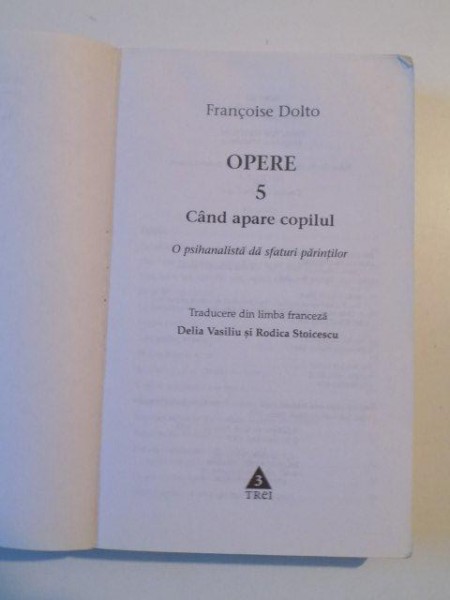 Françoise Dolto
OPERE
5
Când apare copilul
O psihanalistă dă sfaturi părinților
Traducere din limba franceză
Delia Vasiliu și Rodica Stoicescu
3
TREI